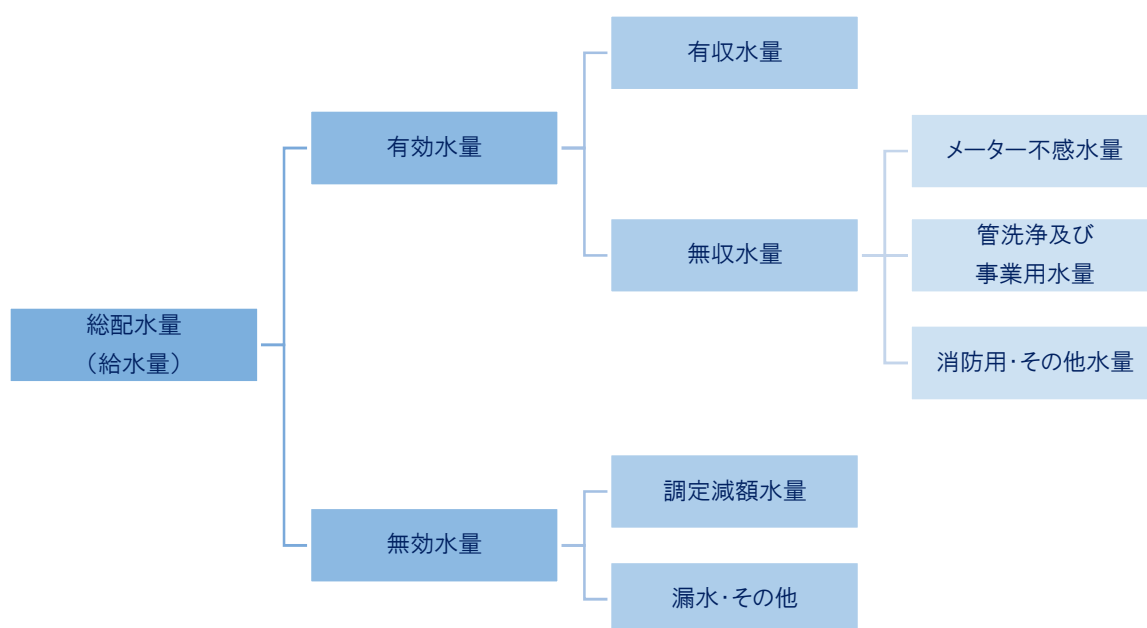 有収水量
有効水量
メーター不感水量
無収水量
管洗浄及び
事業用水量
総配水量
（給水量）
消防用・その他水量
調定減額水量
無効水量
漏水・その他